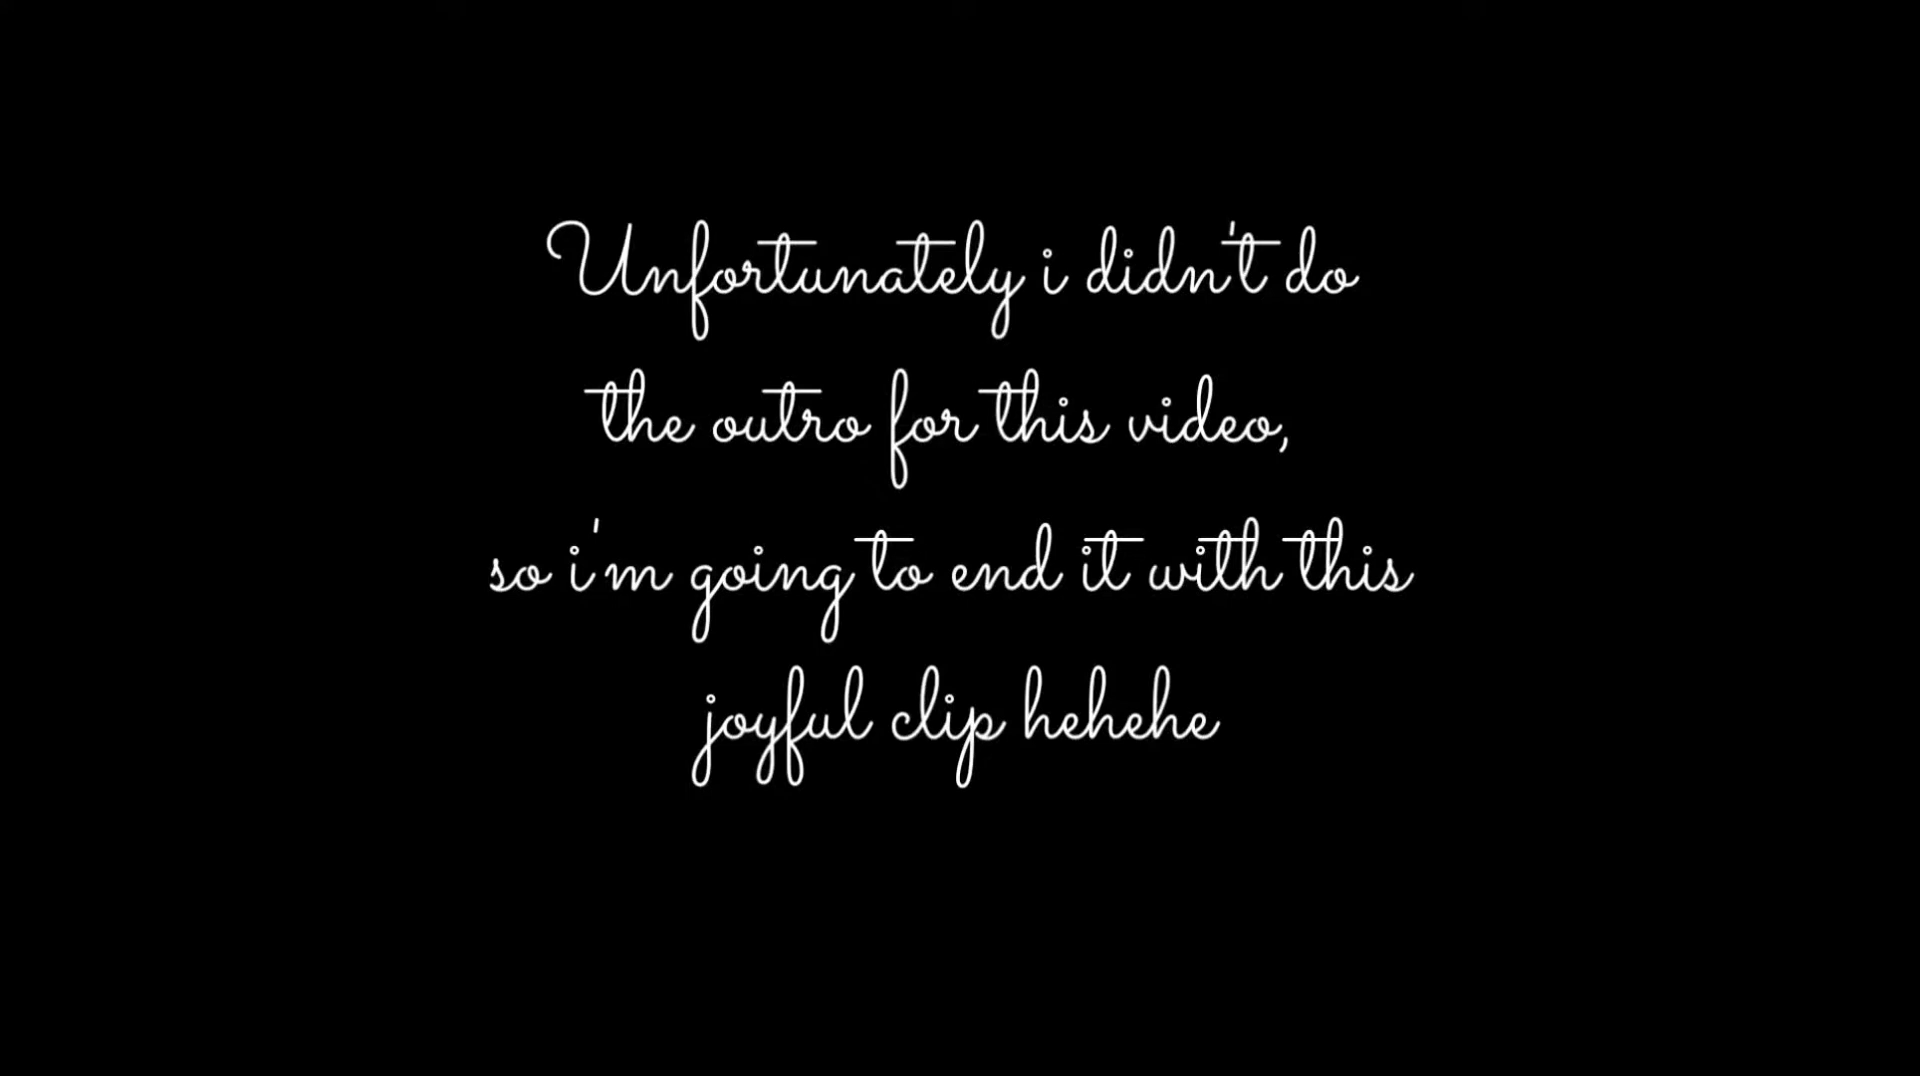 Unfortunately i didn't do
the outro for this video,
so i'm going to end it with this
joyful clip hehehe